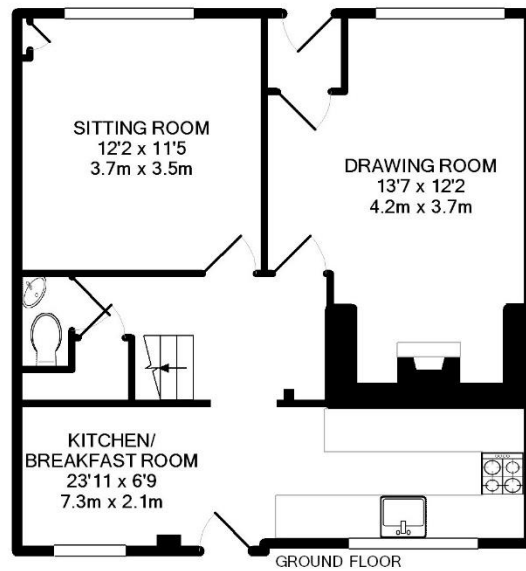 SITTING ROOM
12'2 x 11'5
3.7m x 3.5m
DRAWING ROOM
13'7 x 12'2
4.2m x 3.7m
KITCHEN/
BREAKFAST ROOM
23'11 x 6'9
7.3m x 2.1m
GROUND FLOOR